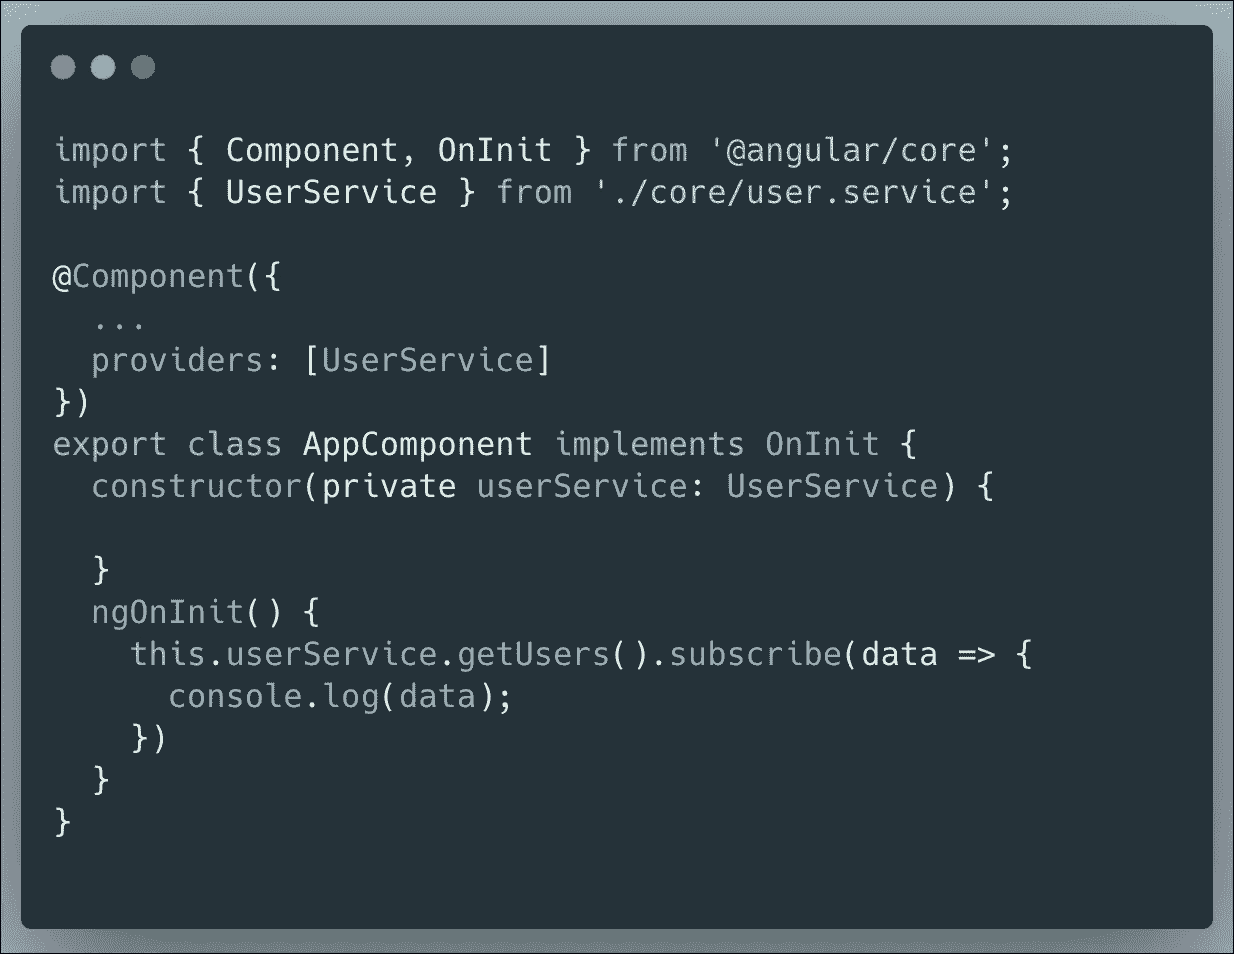 import { Component, OnInit } from '@angular/core';
import { UserService } from './core/user.service';

@Component({
  ...
  providers: [UserService]
})
export class AppComponent implements OnInit {
  constructor(private userService: UserService) {

  }
  ngOnInit() {
    this.userService.getUsers().subscribe(data => {
      console.log(data);
    })
  }
}